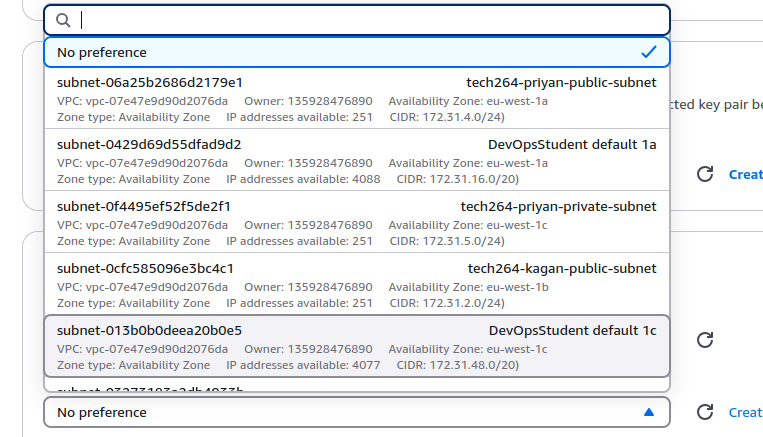 No preference
subnet-06a25b2686d2179e1 tech264-priyan-public-subnet
VPC: vpc-07e47e9d90d2076da Owner: 135928476890 Availability Zone: eu-west-1a
Zone type: Availability Zone IP addresses available: 251 CIDR: 172.31.4.0/24)
cted key pair be
subnet-0429d69d55dfad9d2 DevOpsStudent default 1a
VPC: vpc-07e47e9d90d2076da Owner: 135928476890 Availability Zone: eu-west-1a
Zone type: Availability Zone IP addresses available: 4088 CIDR: 172.31.16.0/20)
Creat
subnet-0f4495ef52f5de2f1 tech264-priyan-private-subnet
VPC: vpc-07e47e9d90d2076da Owner: 135928476890 Availability Zone: eu-west-1c
Zone type: Availability Zone IP addresses available: 251 CIDR: 172.31.5.0/24)
subnet-0cfc585096e3bc4c1 tech264-kagan-public-subnet
VPC: vpc-07e47e9d90d2076da Owner: 135928476890 Availability Zone: eu-west-1b
Zone type: Availability Zone IP addresses available: 251 CIDR: 172.31.2.0/24)
subnet-013b0b0deea20b0e5 DevOpsStudent default 1c
VPC: vpc-07e47e9d90d2076da Owner: 135928476890 Availability Zone: eu-west-1c
Zone type: Availability Zone IP addresses available: 4077 CIDR: 172.31.48.0/20)
No preference
Creat